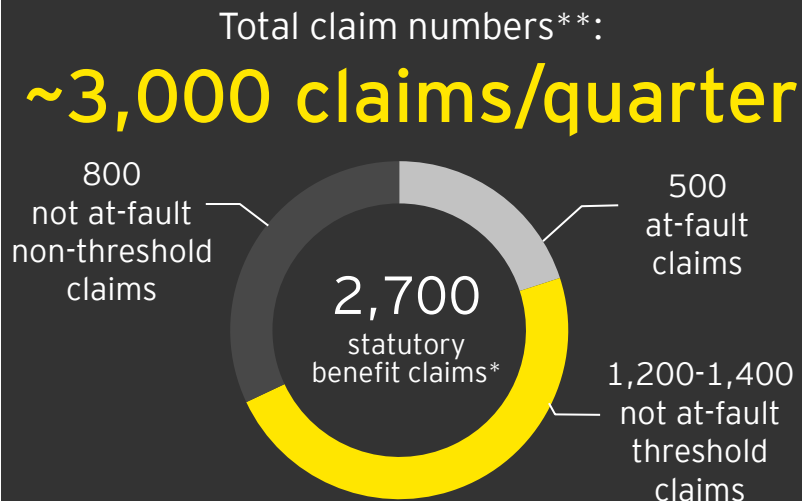 Total claim numbers**:
~3,000 claims/quarter
800
not at-fault
non-threshold
claims
500
at-fault
claims
2,700
statutory
benefit claims*
1,200-1,400
not at-fault
threshold
claims